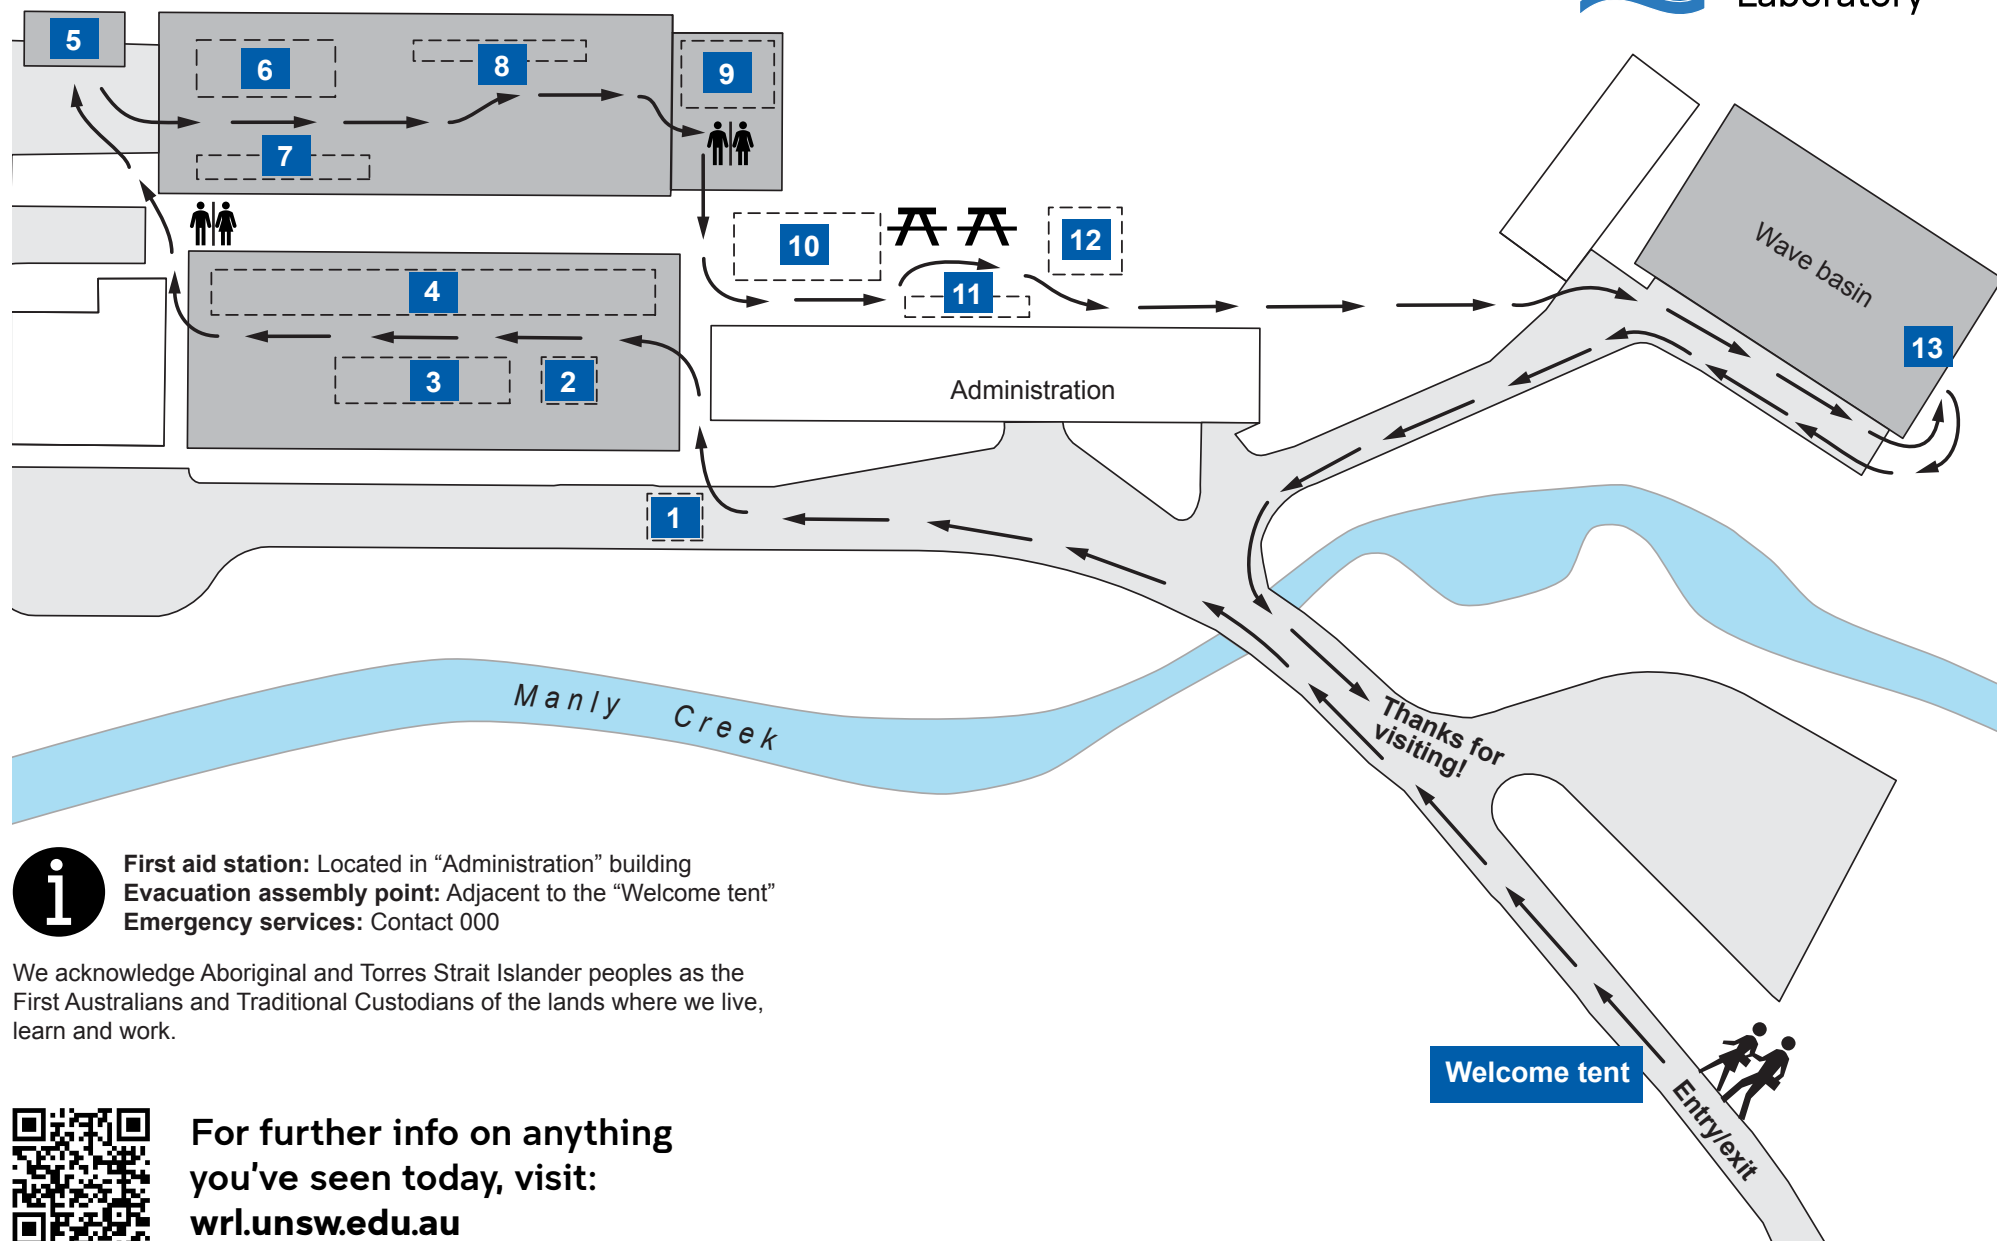 Laboratory
5
6
8
9
7
10
12
11
4
3
2
Administration
Wave basin
13
1
Manly Creek
Thanks for
visiting!
First aid station: Located in “Administration” building
Evacuation assembly point: Adjacent to the “Welcome tent”
Emergency services: Contact 000
We acknowledge Aboriginal and Torres Strait Islander peoples as the
First Australians and Traditional Custodians of the lands where we live,
learn and work.
Welcome tent
Entry/exit
For further info on anything
you’ve seen today, visit:
wrl.unsw.edu.au